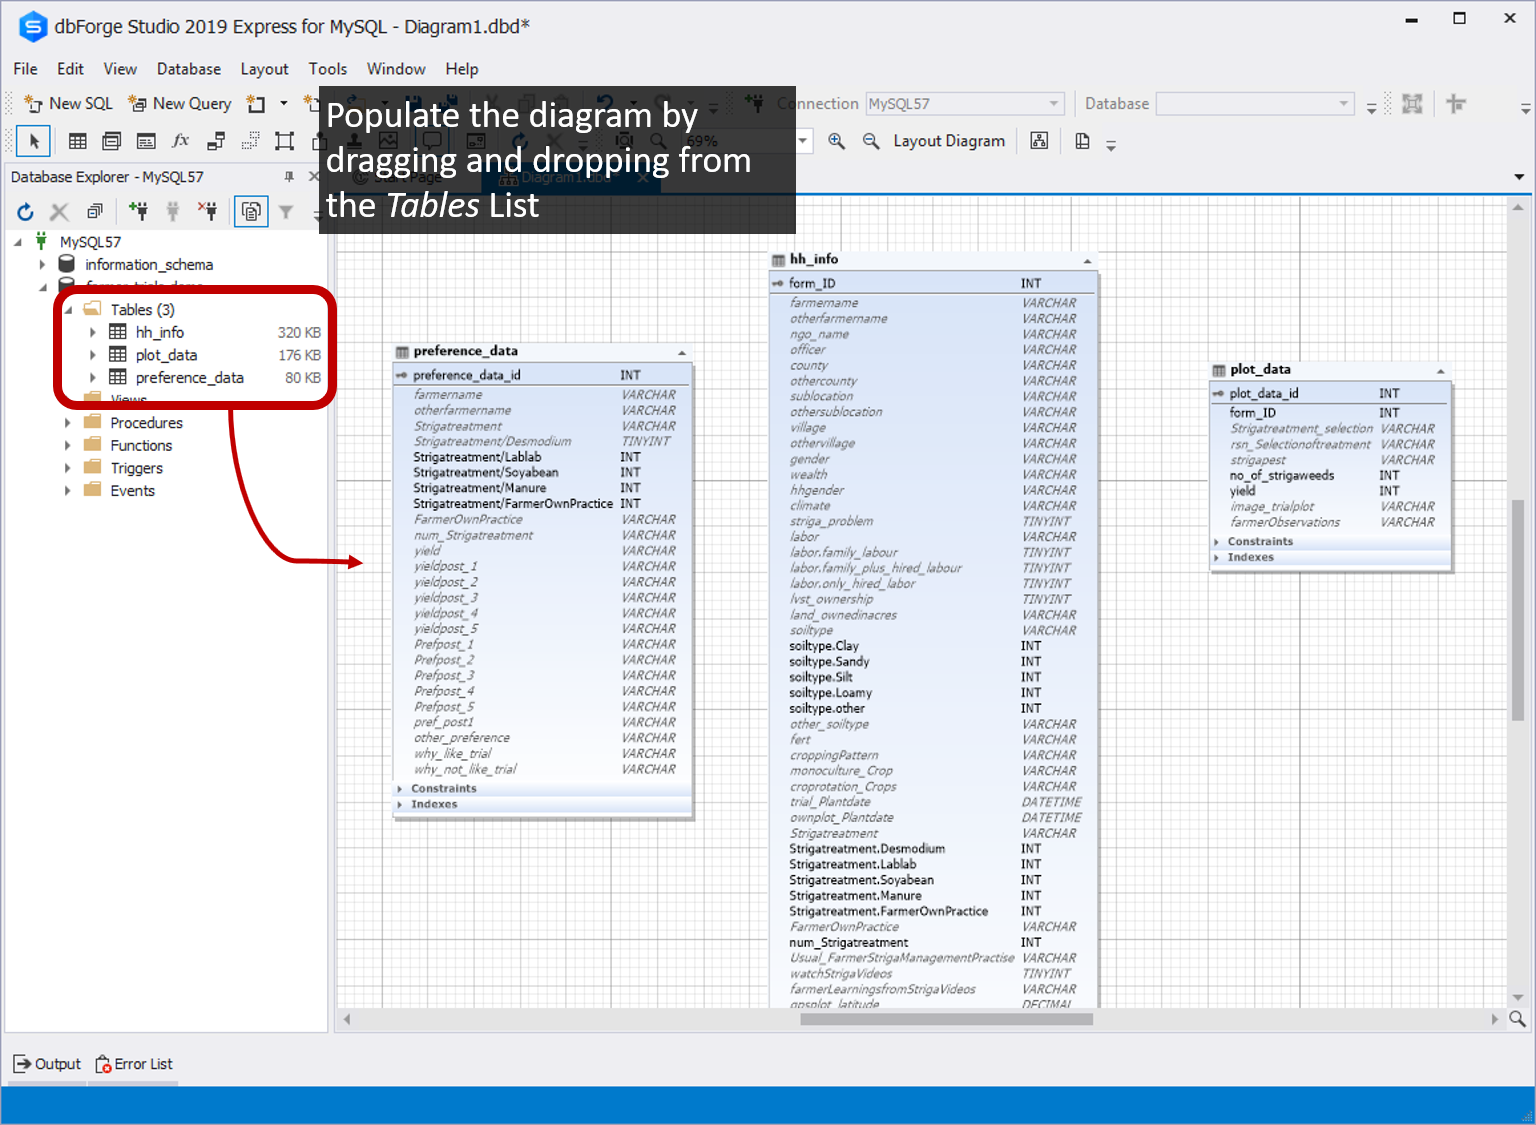 dbForge Studio 2019 Express for MySQL - Diagram1.dbd*
File Edit View Database Layout Tools Window Help
New SQL New Query Connection MySQL57 Database
Populate the diagram by
dragging and dropping from
the Tables List
fx 69% Layout Diagram
Database Explorer - MySQL57
Start Page Diagram1.dbd*
MySQL57
information_schema
farmer_trials_demo
Tables (3)
hh_info 320 KB
plot_data 176 KB
preference_data 80 KB
Views
Procedures
Functions
Triggers
Events
preference_data
preference_data_id INT
farmername VARCHAR
otherfarmername VARCHAR
Strigatreatment VARCHAR
Strigatreatment/Desmodium TINYINT
Strigatreatment/Lablab INT
Strigatreatment/Soyabean INT
Strigatreatment/Manure INT
Strigatreatment/FarmerOwnPractice INT
FarmerOwnPractice VARCHAR
num_Strigatreatment VARCHAR
yield VARCHAR
yieldpost_1 VARCHAR
yieldpost_2 VARCHAR
yieldpost_3 VARCHAR
yieldpost_4 VARCHAR
yieldpost_5 VARCHAR
Prefpost_1 VARCHAR
Prefpost_2 VARCHAR
Prefpost_3 VARCHAR
Prefpost_4 VARCHAR
Prefpost_5 VARCHAR
pref_post1 VARCHAR
other_preference VARCHAR
why_like_trial VARCHAR
why_not_like_trial VARCHAR
Constraints
Indexes
hh_info
form_ID INT
farmername VARCHAR
otherfarmername VARCHAR
ngo_name VARCHAR
officer VARCHAR
county VARCHAR
othercounty VARCHAR
sublocation VARCHAR
othersublocation VARCHAR
village VARCHAR
othervillage VARCHAR
gender VARCHAR
wealth VARCHAR
hhgender VARCHAR
climate VARCHAR
striga_problem TINYINT
labor VARCHAR
labor.family_labour TINYINT
labor.family_plus_hired_labour TINYINT
labor.only_hired_labor TINYINT
lvst_ownership TINYINT
land_ownedinacres VARCHAR
soiltype VARCHAR
soiltype.Clay INT
soiltype.Sandy INT
soiltype.Silt INT
soiltype.Loamy INT
soiltype.other INT
other_soiltype VARCHAR
fert VARCHAR
croppingPattern VARCHAR
monoculture_Crop VARCHAR
croprotation_Crops VARCHAR
trial_Plantdate DATETIME
ownplot_Plantdate DATETIME
Strigatreatment VARCHAR
Strigatreatment.Desmodium INT
Strigatreatment.Lablab INT
Strigatreatment.Soyabean INT
Strigatreatment.Manure INT
Strigatreatment.FarmerOwnPractice INT
FarmerOwnPractice VARCHAR
num_Strigatreatment INT
Usual_FarmerStrigaManagementPractise VARCHAR
watchStrigaVideos TINYINT
farmerLearningsfromStrigaVideos VARCHAR
gpsplot_latitude DECIMAL
plot_data
plot_data_id INT
form_ID INT
Strigatreatment_selection VARCHAR
rsn_Selectionoftreatment VARCHAR
strigapest VARCHAR
no_of_strigaweeds INT
yield INT
image_trialplot VARCHAR
farmerObservations VARCHAR
Constraints
Indexes
Output Error List